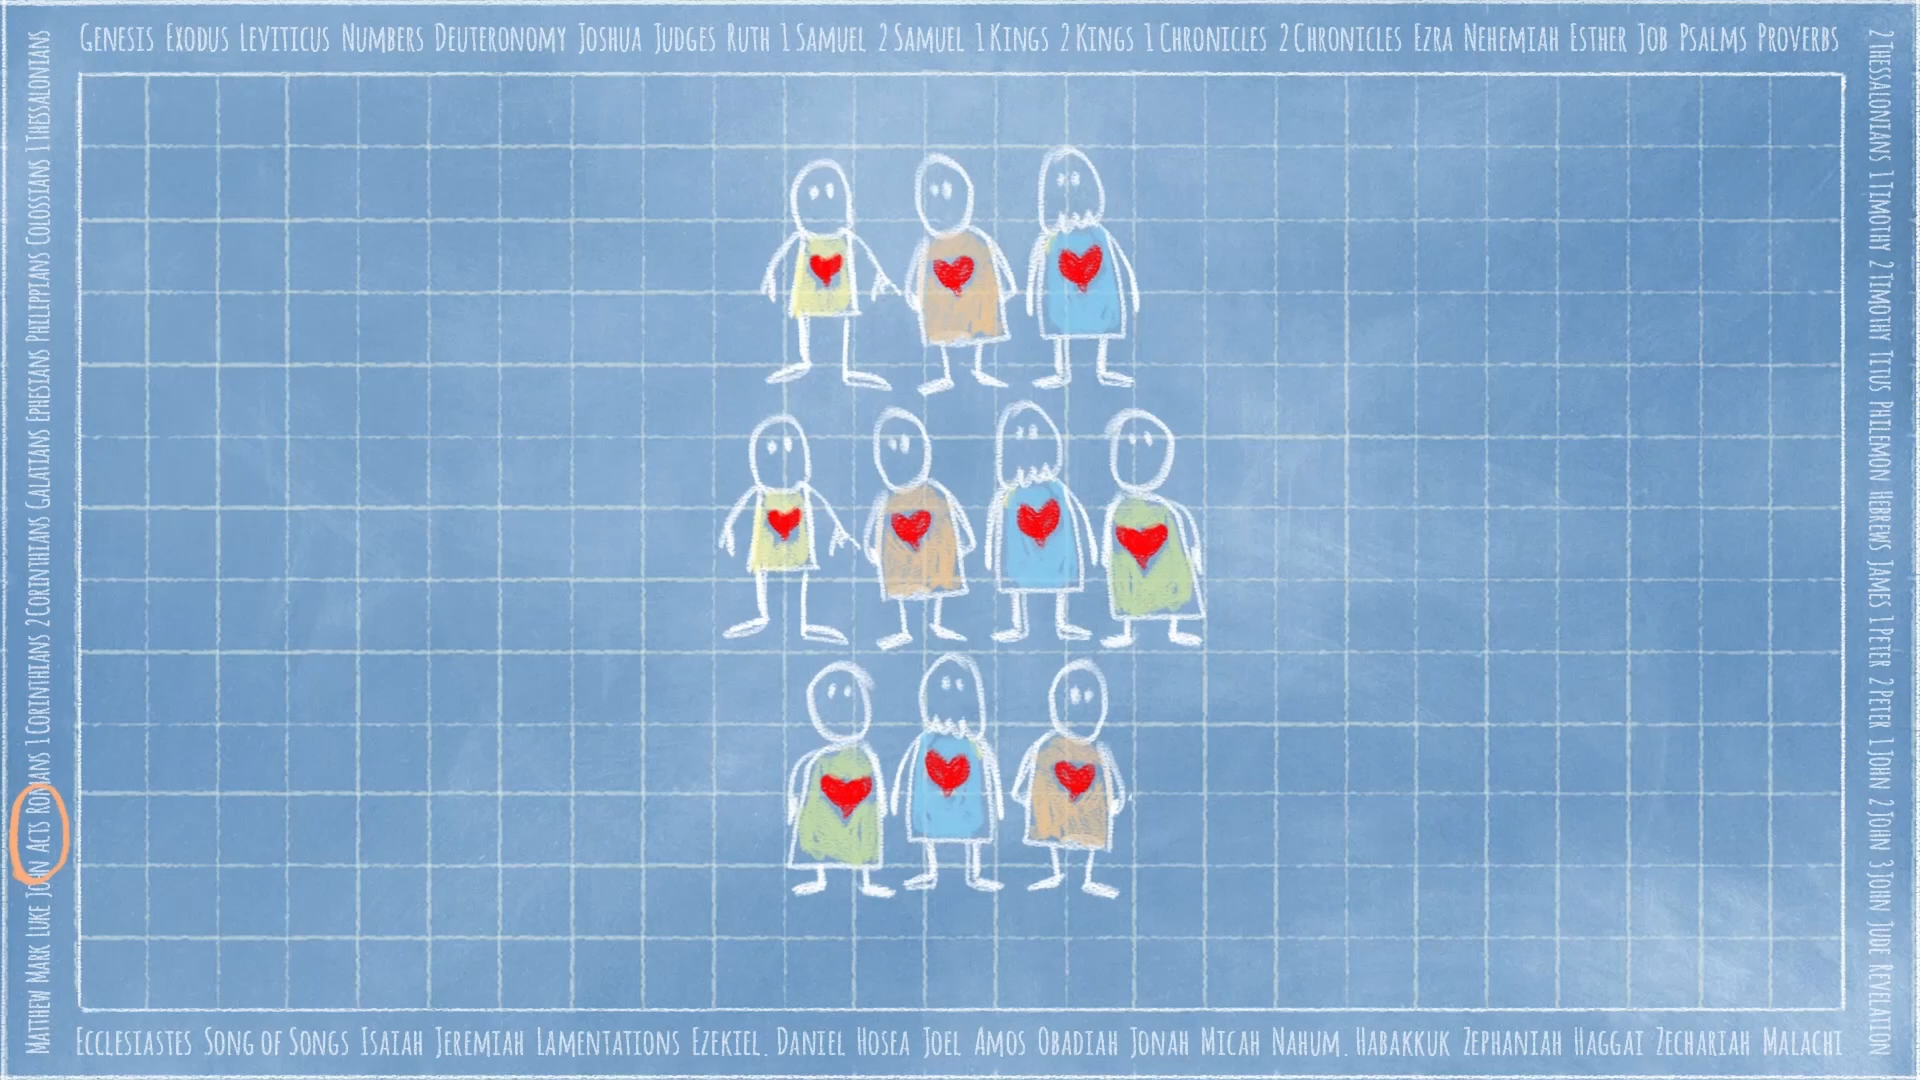 Genesis Exodus Leviticus Numbers Deuteronomy Joshua Judges Ruth 1 Samuel 2 Samuel 1 Kings 2 Kings 1 Chronicles 2 Chronicles Ezra Nehemiah Esther Job Psalms Proverbs
Ecclesiastes Song of Songs Isaiah Jeremiah Lamentations Ezekiel. Daniel Hosea Joel Amos Obadiah Jonah Micah Nahum. Habakkuk Zephaniah Haggai Zechariah Malachi
Matthew Mark Luke John Acts Romans 1 Corinthians 2 Corinthians Galatians Ephesians Philippians Colossians 1 Thessalonians
2 Thessalonians 1 Timothy 2 Timothy Titus Philemon Hebrews James 1 Peter 2 Peter 1 John 2 John 3 John Jude Revelation